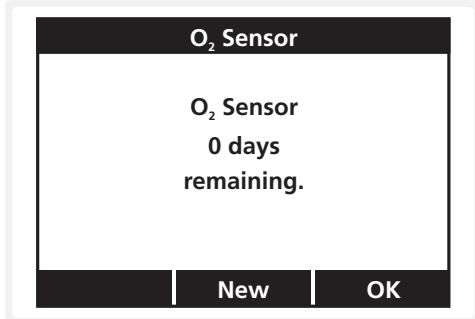 O₂ Sensor
O₂ Sensor
0 days
remaining.
New OK